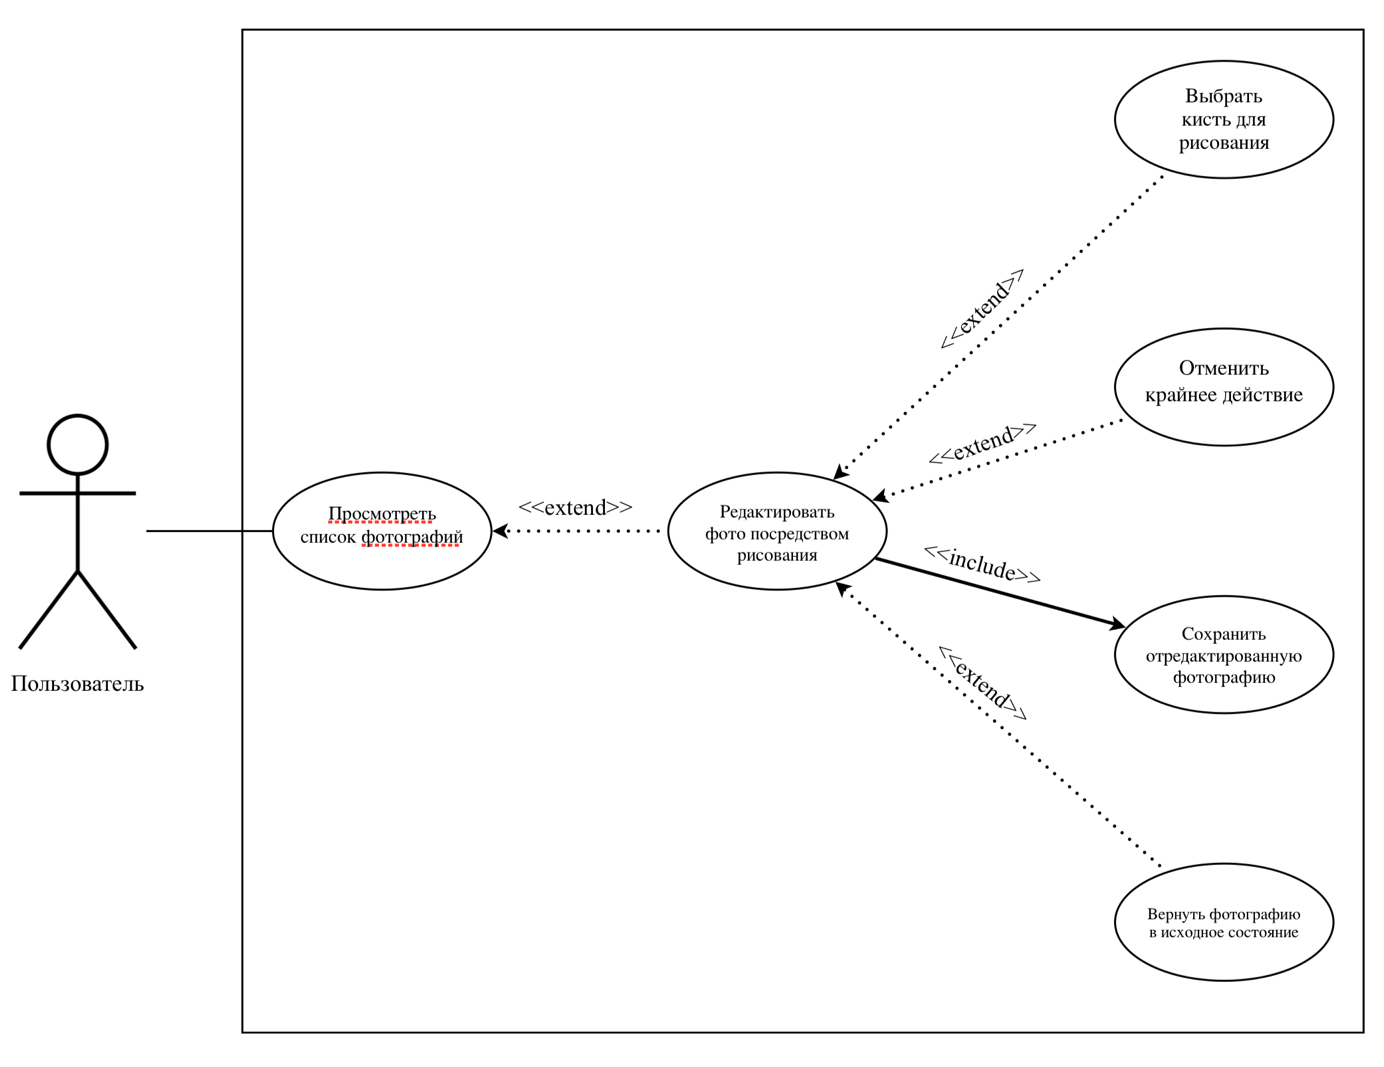 Выбрать
кисть для
рисования
<<extend>>
Отменить
крайнее действие
<<extend>>
Просмотреть
список фотографий
<<extend>>
Редактировать
фото посредством
рисования
<<include>>
Сохранить
отредактированную
фотографию
<<extend>>
Пользователь
Вернуть фотографию
в исходное состояние